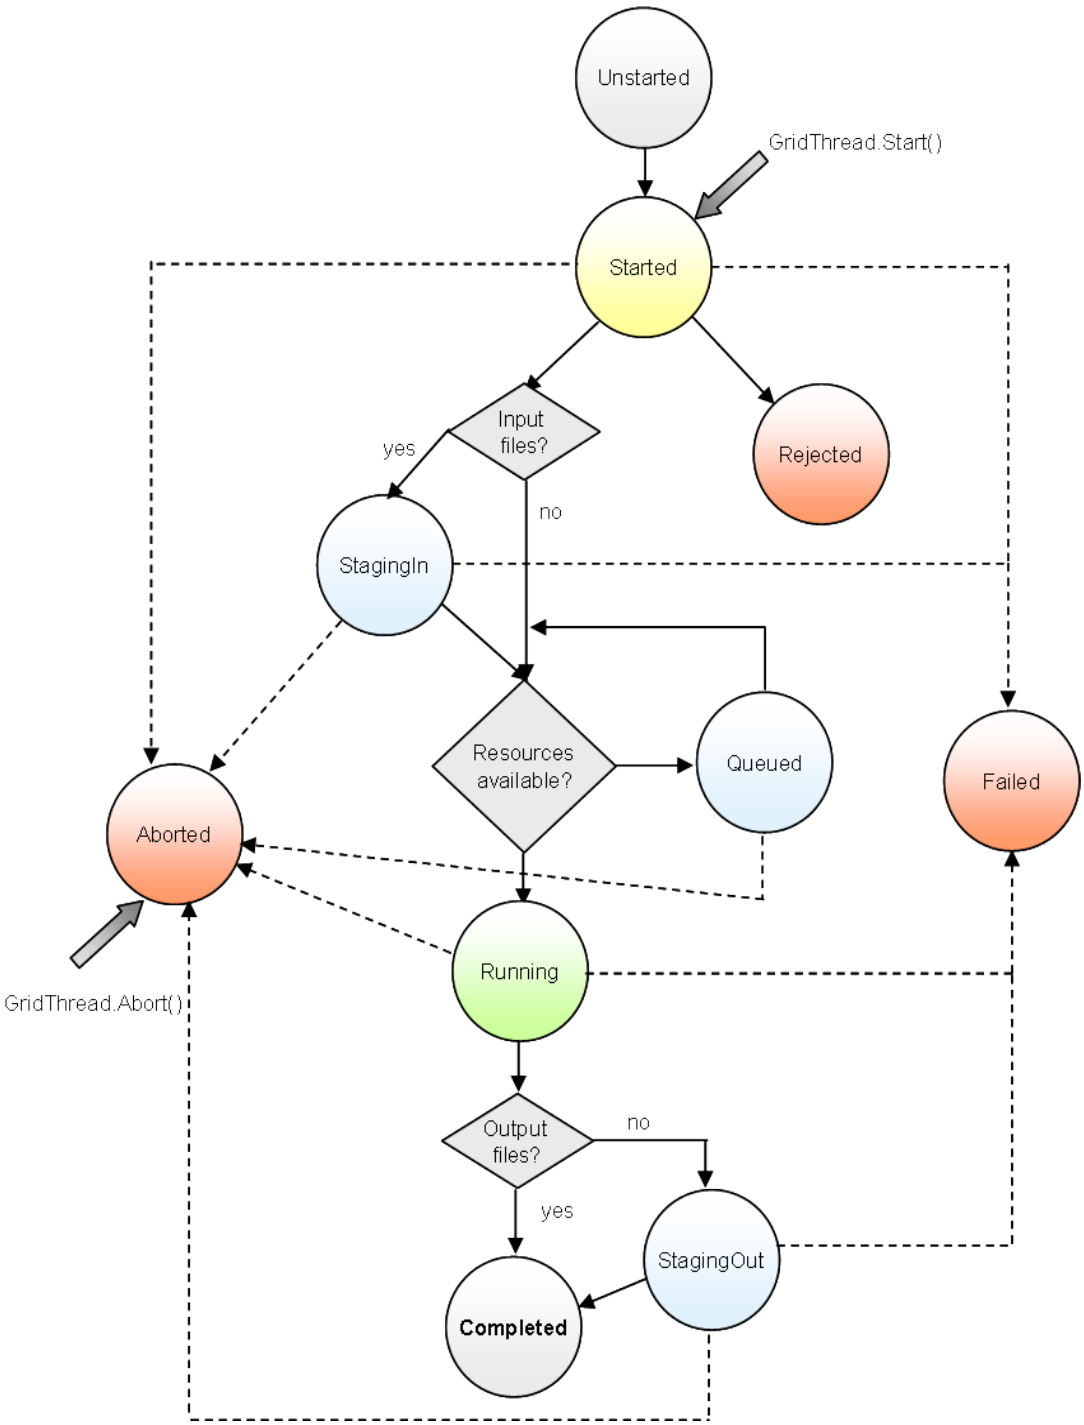 Unstarted
GridThread.Start()
Started
Input
files?
yes
Rejected
no
StagingIn
Resources
available?
Queued
Failed
Aborted
Running
GridThread.Abort()
Output
files?
no
yes
StagingOut
Completed